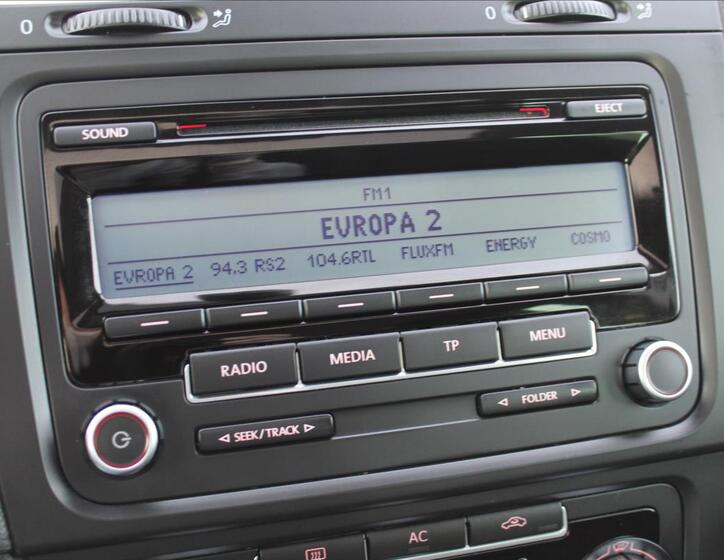 0 0
SOUND EJECT
FM1
EVROPA 2
EVROPA 2 94.3 RS2 104.6RTL FLUXFM ENERGY COSMO
RADIO MEDIA TP MENU
◁ SEEK/TRACK ▷ ◁ FOLDER ▷
AC